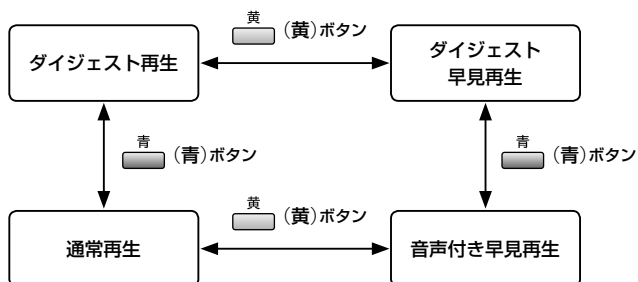 黄
(黄)ボタン
ダイジェスト再生
ダイジェスト
早見再生
青
(青)ボタン
青
(青)ボタン
黄
(黄)ボタン
通常再生
音声付き早見再生